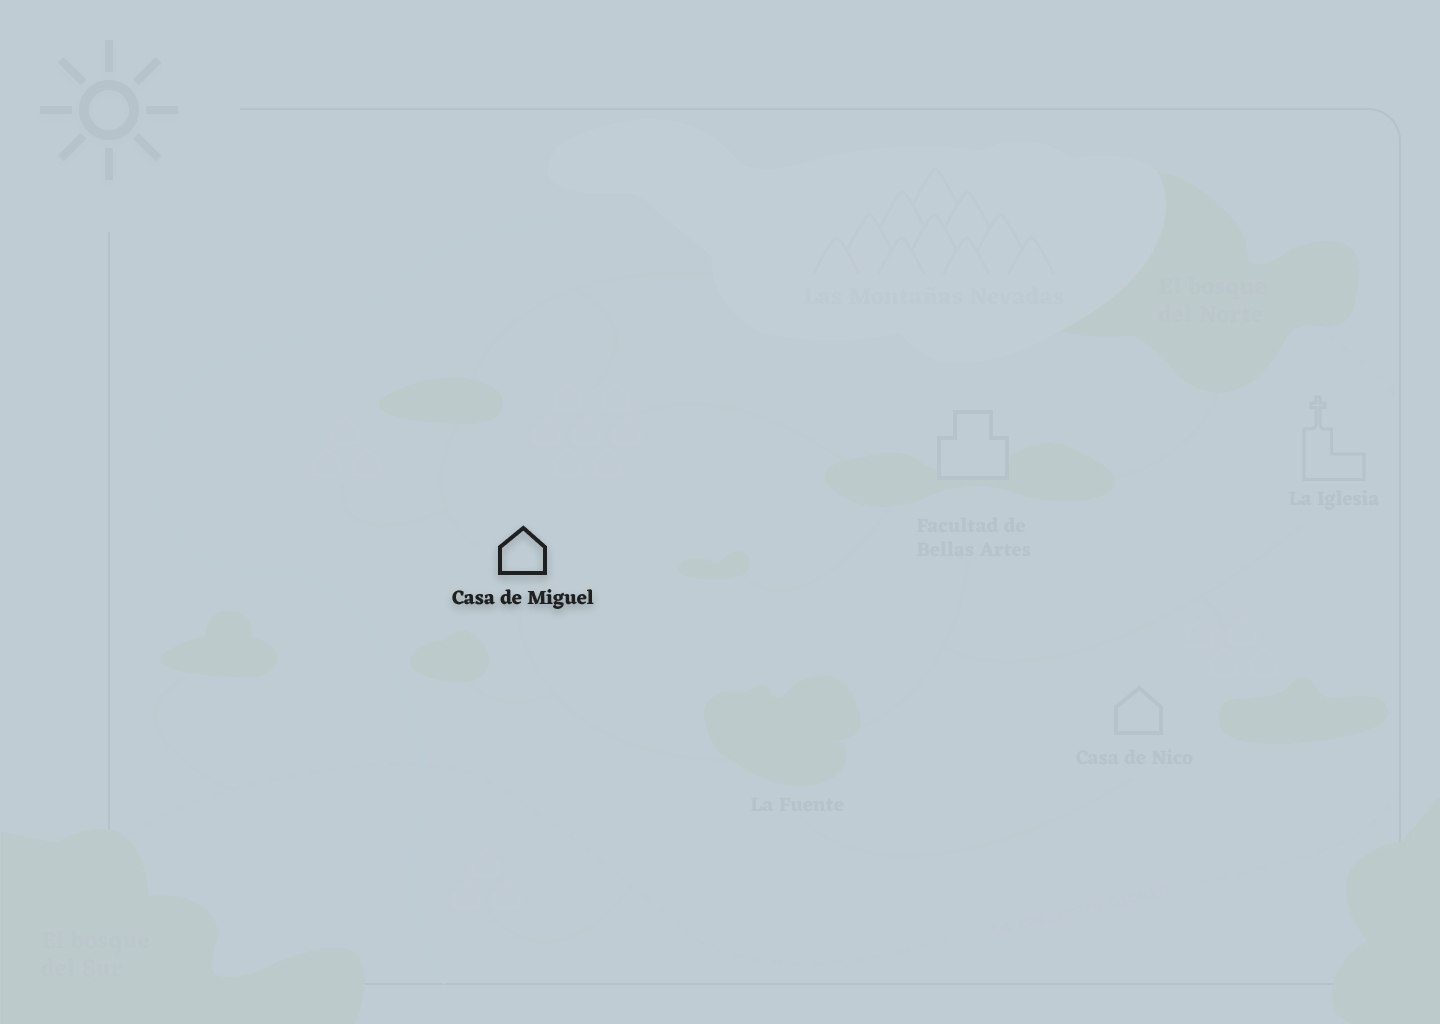 Las Montañas Nevadas
El bosque
del Norte
La Iglesia
Facultad de
Bellas Artes
Casa de Miguel
Casa de Nico
La Fuente
El bosque
del Sur